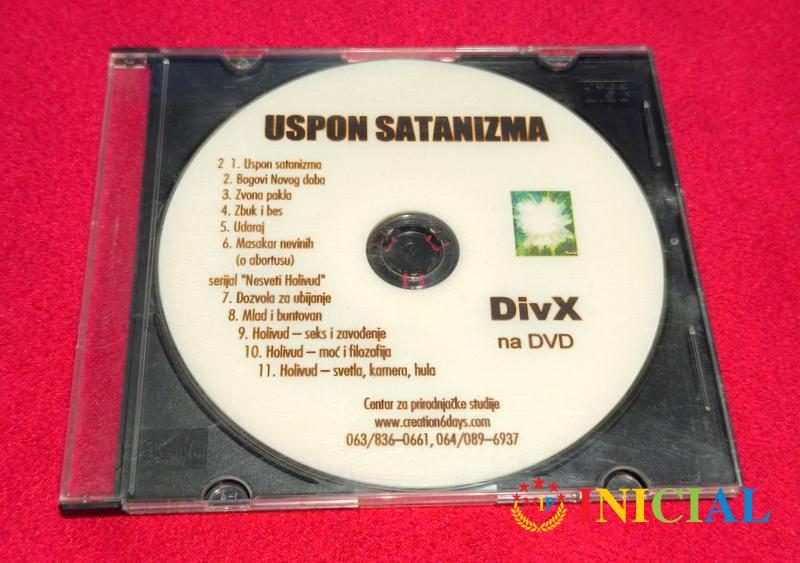 USPON SATANIZMA
2 1. Uspon satanizma
2. Bogovi Novog doba
3. Zvona pakla
4. Zbuk i bes
5. Udaraj
6. Masakar nevinih
(o abortusu)
serijal "Nesveti Holivud"
7. Dozvola za ubijanje
8. Mlad i buntovan
9. Holivud – seks i zavođenje
10. Holivud – moć i filozofija
11. Holivud – svetla, kamera, hula
DivX
na DVD
Centar za prirodnjačke studije
www.creation6days.com
063/836–0661, 064/089–6937
IP INICIAL